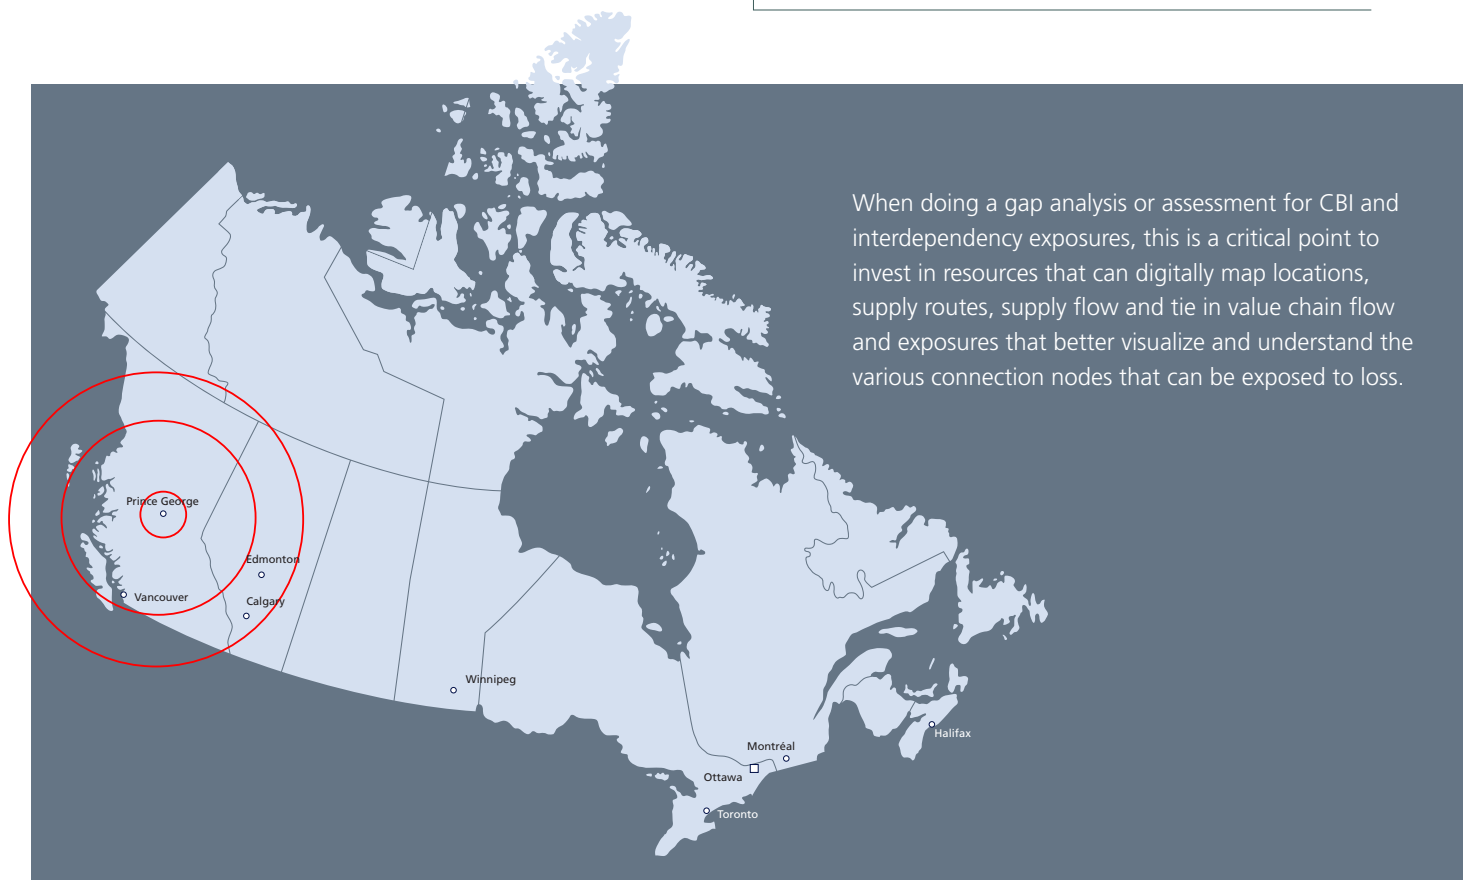 When doing a gap analysis or assessment for CBI and
interdependency exposures, this is a critical point to
invest in resources that can digitally map locations,
supply routes, supply flow and tie in value chain flow
and exposures that better visualize and understand the
various connection nodes that can be exposed to loss.
Prince George
Edmonton
Vancouver
Calgary
Winnipeg
Montréal
Halifax
Ottawa
Toronto